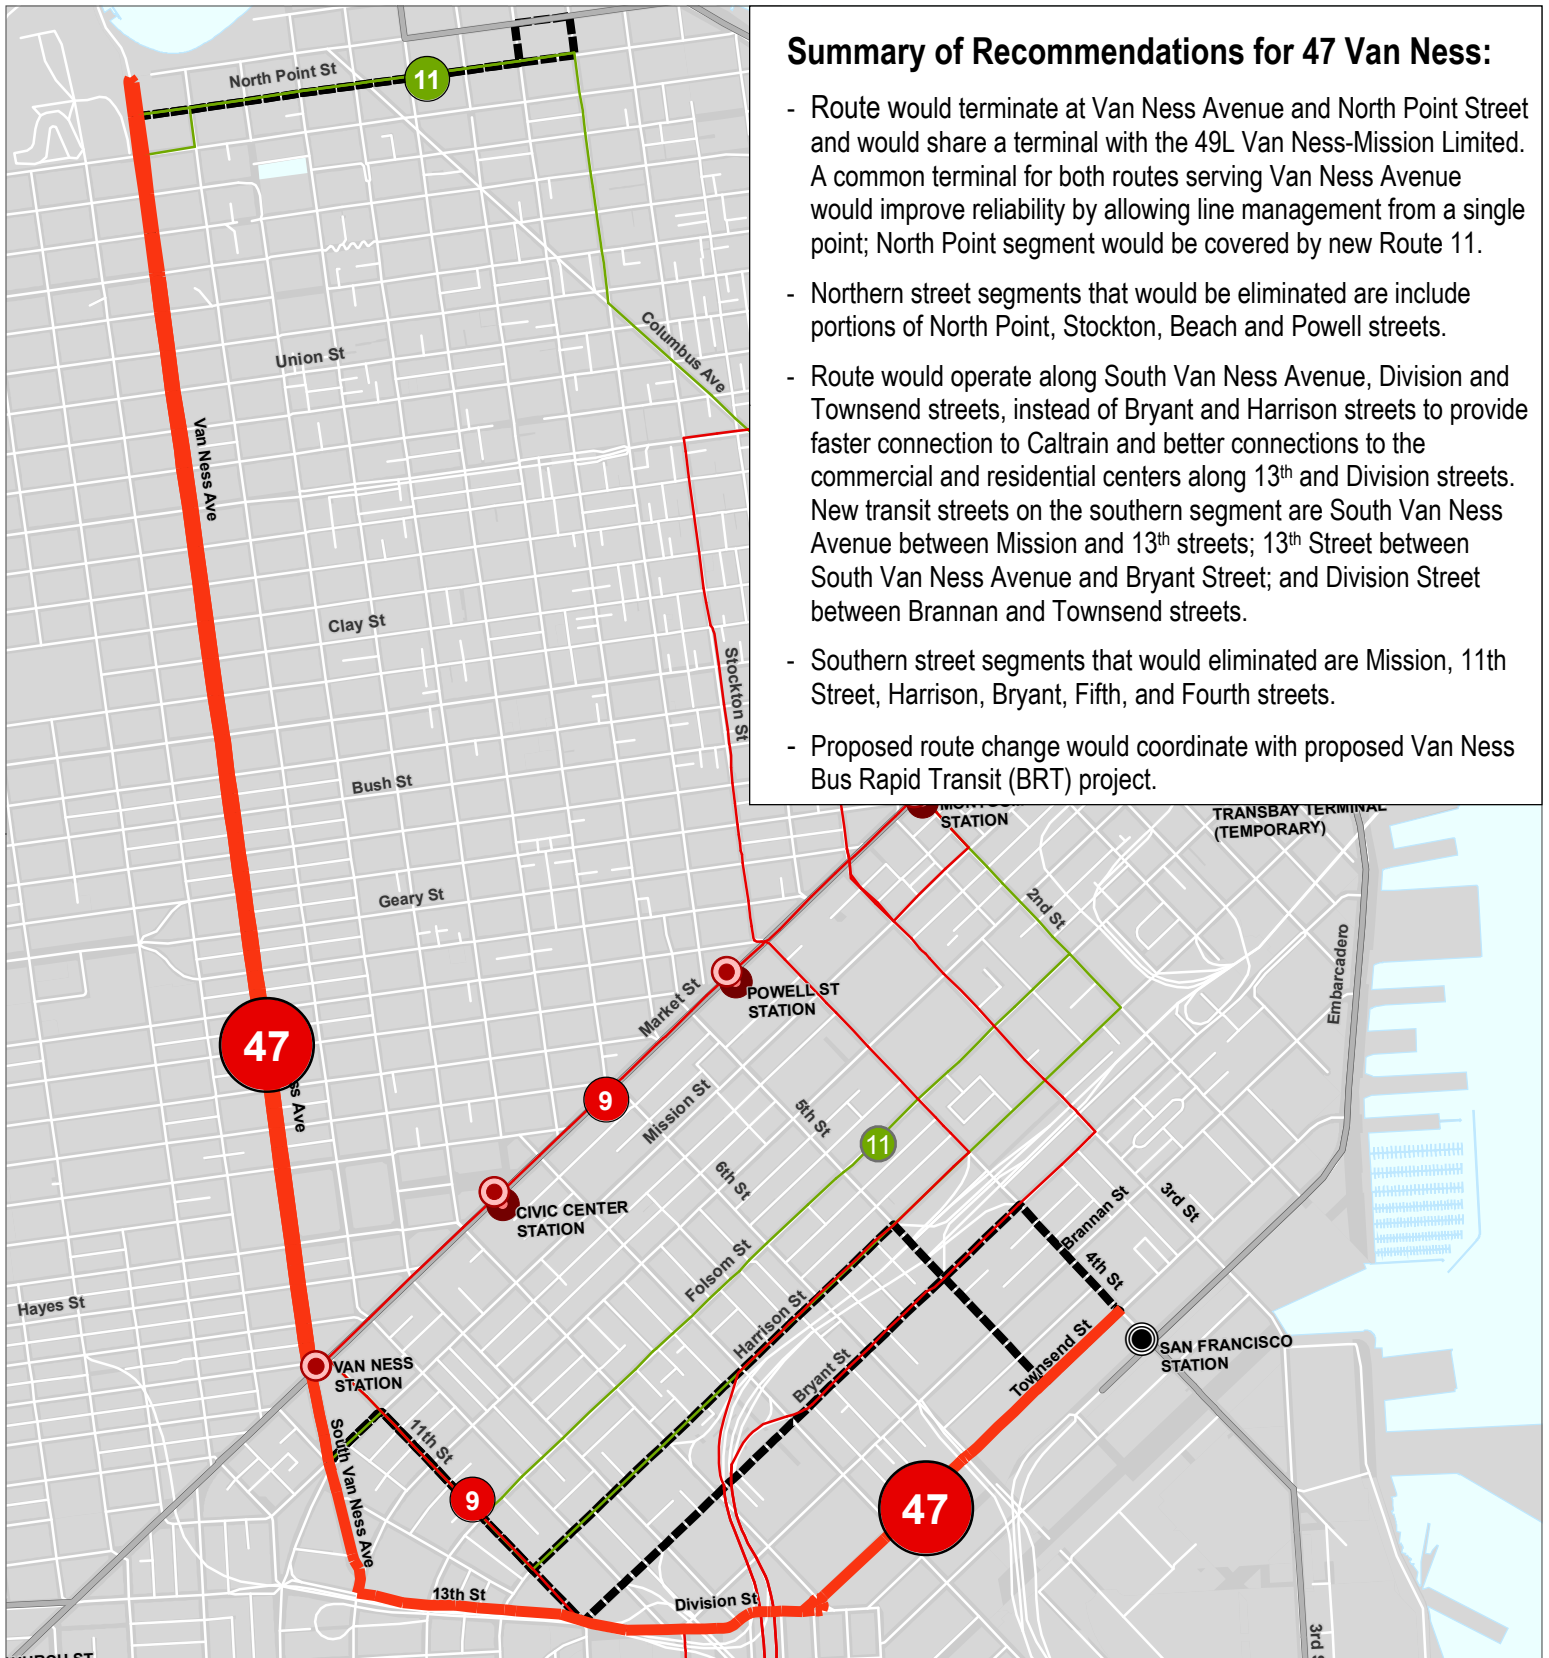 Summary of Recommendations for 47 Van Ness:
- Route would terminate at Van Ness Avenue and North Point Street
and would share a terminal with the 49L Van Ness-Mission Limited.
A common terminal for both routes serving Van Ness Avenue
would improve reliability by allowing line management from a single
point; North Point segment would be covered by new Route 11.
- Northern street segments that would be eliminated are include
portions of North Point, Stockton, Beach and Powell streets.
- Route would operate along South Van Ness Avenue, Division and
Townsend streets, instead of Bryant and Harrison streets to provide
faster connection to Caltrain and better connections to the
commercial and residential centers along 13th and Division streets.
New transit streets on the southern segment are South Van Ness
Avenue between Mission and 13th streets; 13th Street between
South Van Ness Avenue and Bryant Street; and Division Street
between Brannan and Townsend streets.
- Southern street segments that would eliminated are Mission, 11th
Street, Harrison, Bryant, Fifth, and Fourth streets.
- Proposed route change would coordinate with proposed Van Ness
Bus Rapid Transit (BRT) project.
North Point St
11
Columbus Ave
Union St
Van Ness Ave
Clay St
Stockton St
Bush St
Geary St
STATION
TRANSBAY TERMINAL
(TEMPORARY)
2nd St
Embarcadero
Market St
POWELL ST
STATION
47
ss Ave
9
Mission St
5th St
11
6th St
CIVIC CENTER
STATION
3rd St
Brannan St
4th St
Folsom St
Hayes St
Harrison St
Townsend St
SAN FRANCISCO
STATION
VAN NESS
STATION
Bryant St
11th St
South Van Ness Ave
9
47
13th St
Division St
3rd